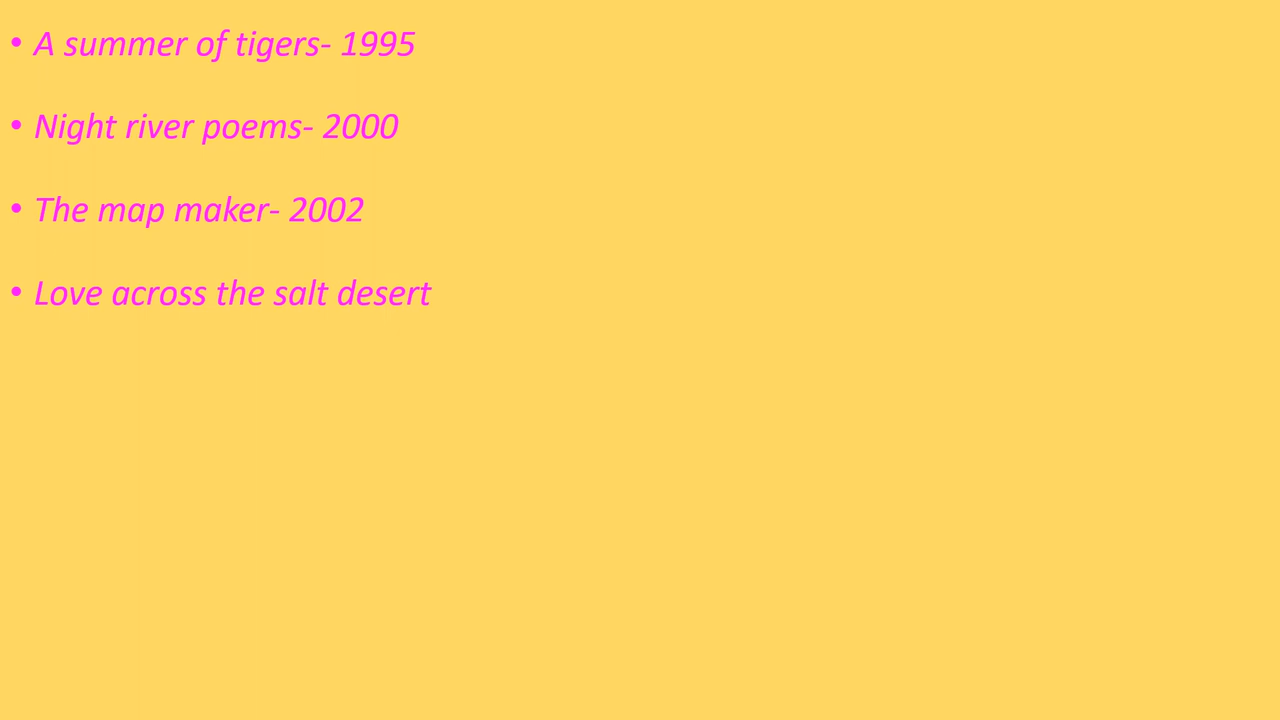 • A summer of tigers- 1995
• Night river poems- 2000
• The map maker- 2002
• Love across the salt desert